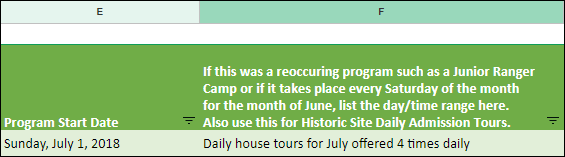 E F
If this was a reoccuring program such as a Junior Ranger
Camp or if it takes place every Saturday of the month
for the month of June, list the day/time range here.
Program Start Date Also use this for Historic Site Daily Admission Tours.
Sunday, July 1, 2018 Daily house tours for July offered 4 times daily